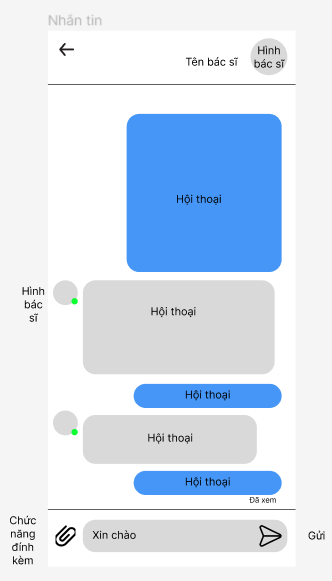 Nhắn tin
Tên bác sĩ
Hình
bác sĩ
Hội thoại
Hình
bác
sĩ
Hội thoại
Hội thoại
Hội thoại
Hội thoại
Đã xem
Chức
năng
đính
kèm
Xin chào
Gửi